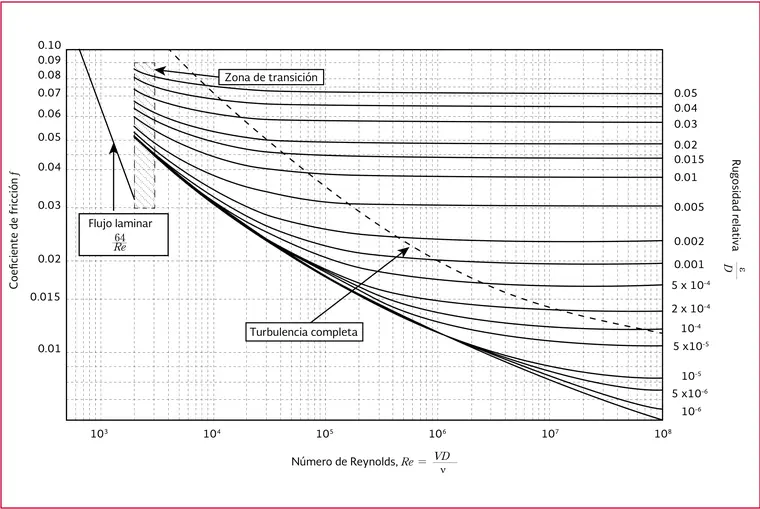 0.10
0.09
0.08
0.07
0.06
0.05
0.04
0.03
0.02
0.015
0.01
Coeficiente de fricción f
Zona de transición
Flujo laminar
64
Re
Turbulencia completa
0.05
0.04
0.03
0.02
0.015
0.01
0.005
0.002
0.001
5 x 10⁻⁴
2 x 10⁻⁴
10⁻⁴
5 x10⁻⁵
10⁻⁵
5 x10⁻⁶
10⁻⁶
Rugosidad relativa ε
D
10³ 10⁴ 10⁵ 10⁶ 10⁷ 10⁸
Número de Reynolds, Re = VD
ν